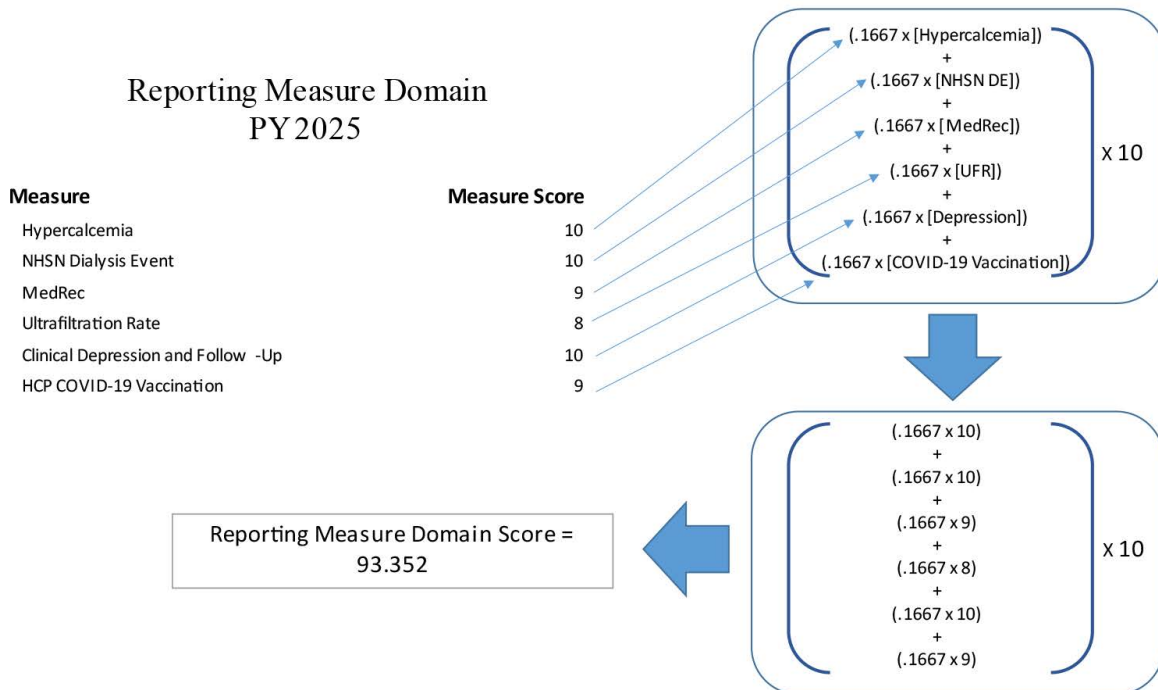 Reporting Measure Domain
PY 2025
Measure Measure Score
Hypercalcemia 10
NHSN Dialysis Event 10
MedRec 9
Ultrafiltration Rate 8
Clinical Depression and Follow -Up 10
HCP COVID-19 Vaccination 9
(.1667 x [Hypercalcemia])
+
(.1667 x [NHSN DE])
+
(.1667 x [MedRec])
+
(.1667 x [UFR])
+
(.1667 x [Depression])
+
(.1667 x [COVID-19 Vaccination])
x 10
(.1667 x 10)
+
(.1667 x 10)
+
(.1667 x 9)
+
(.1667 x 8)
+
(.1667 x 10)
+
(.1667 x 9)
x 10
Reporting Measure Domain Score =
93.352